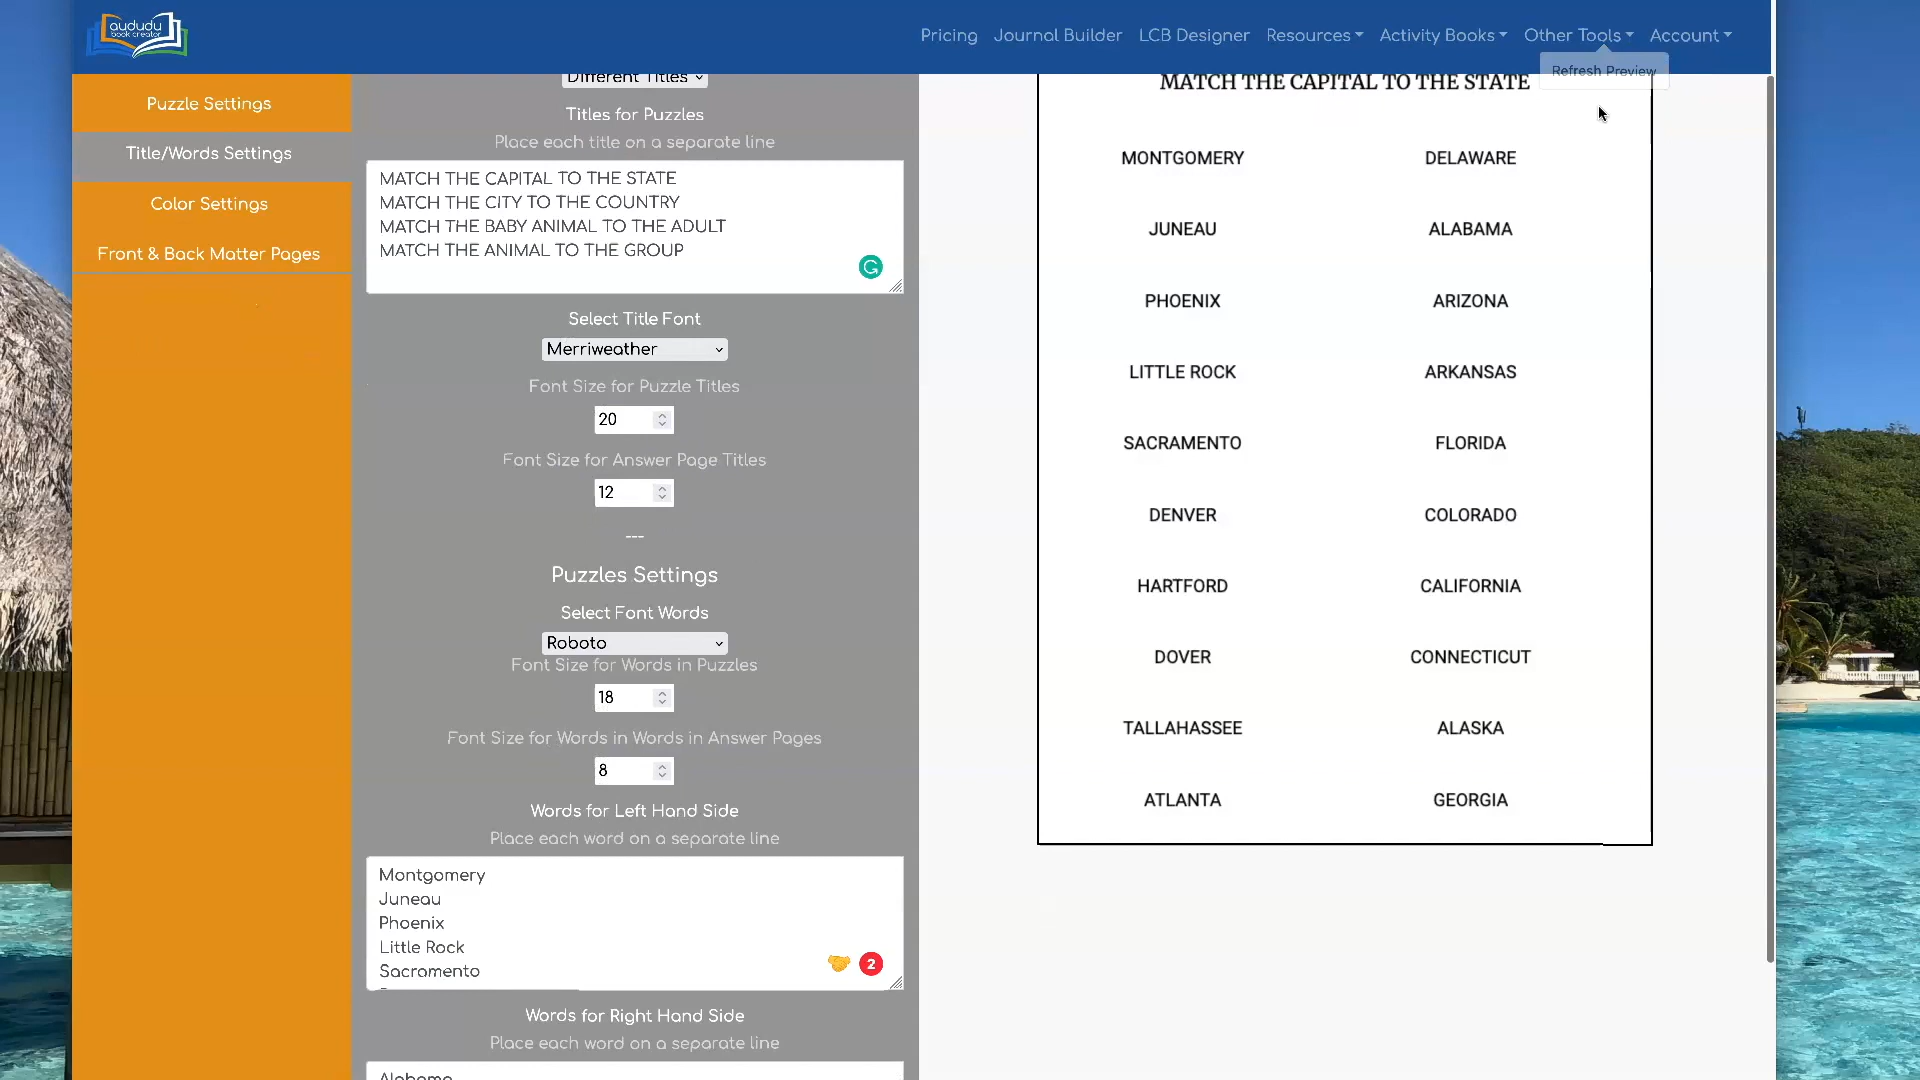 aududu
book creator
Pricing
Journal Builder
LCB Designer
Resources
Activity Books
Other Tools
Account
Refresh Preview
Puzzle Settings
Title/Words Settings
Color Settings
Front & Back Matter Pages
Different Titles
Titles for Puzzles
Place each title on a separate line
MATCH THE CAPITAL TO THE STATE
MATCH THE CITY TO THE COUNTRY
MATCH THE BABY ANIMAL TO THE ADULT
MATCH THE ANIMAL TO THE GROUP
Select Title Font
Merriweather
Font Size for Puzzle Titles
20
Font Size for Answer Page Titles
12
---
Puzzles Settings
Select Font Words
Roboto
Font Size for Words in Puzzles
18
Font Size for Words in Words in Answer Pages
8
Words for Left Hand Side
Place each word on a separate line
Montgomery
Juneau
Phoenix
Little Rock
Sacramento
2
Words for Right Hand Side
Place each word on a separate line
Alabama
MATCH THE CAPITAL TO THE STATE
MONTGOMERY DELAWARE
JUNEAU ALABAMA
PHOENIX ARIZONA
LITTLE ROCK ARKANSAS
SACRAMENTO FLORIDA
DENVER COLORADO
HARTFORD CALIFORNIA
DOVER CONNECTICUT
TALLAHASSEE ALASKA
ATLANTA GEORGIA